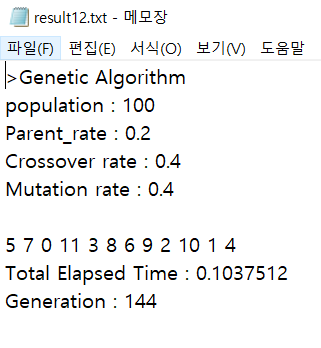 result12.txt - 메모장
파일(F) 편집(E) 서식(O) 보기(V) 도움말
>Genetic Algorithm
population : 100
Parent_rate : 0.2
Crossover rate : 0.4
Mutation rate : 0.4
5 7 0 11 3 8 6 9 2 10 1 4
Total Elapsed Time : 0.1037512
Generation : 144